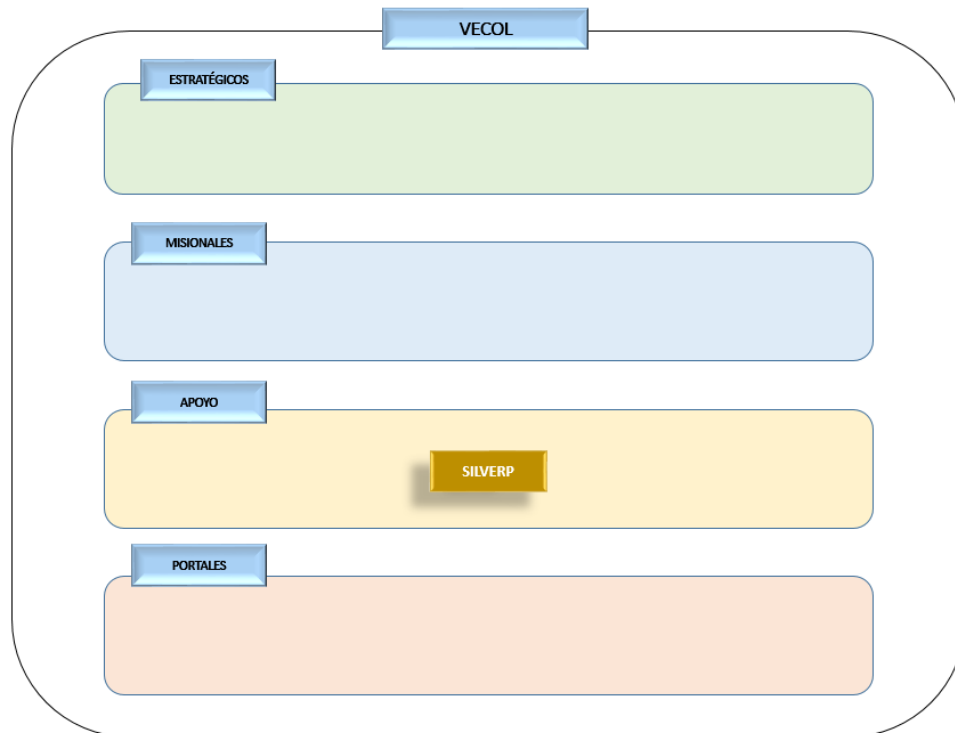 VECOL
ESTRATÉGICOS
MISIONALES
APOYO
SILVERP
PORTALES